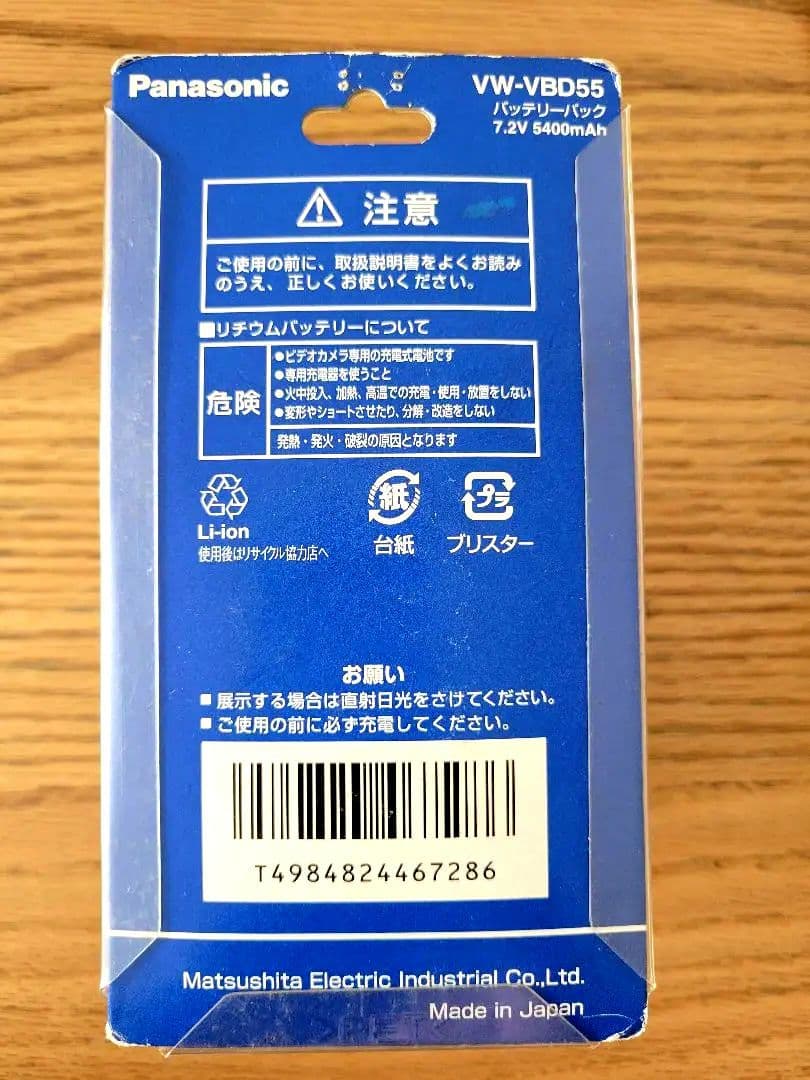 Panasonic
VW-VBD55
バッテリーパック
7.2V 5400mAh
注意
ご使用の前に、取扱説明書をよくお読み
のうえ、正しくお使いください。
■リチウムバッテリーについて
危険
●ビデオカメラ専用の充電式電池です
●専用充電器を使うこと
●火中投入、加熱、高温での充電・使用・放置をしない
●変形やショートさせたり、分解・改造をしない
発熱・発火・破裂の原因となります
Li-ion
使用後はリサイクル協力店へ
紙
台紙
プラ
ブリスター
お願い
■ 展示する場合は直射日光をさけてください。
■ ご使用の前に必ず充電してください。
T4984824467286
Matsushita Electric Industrial Co.,Ltd.
Made in Japan